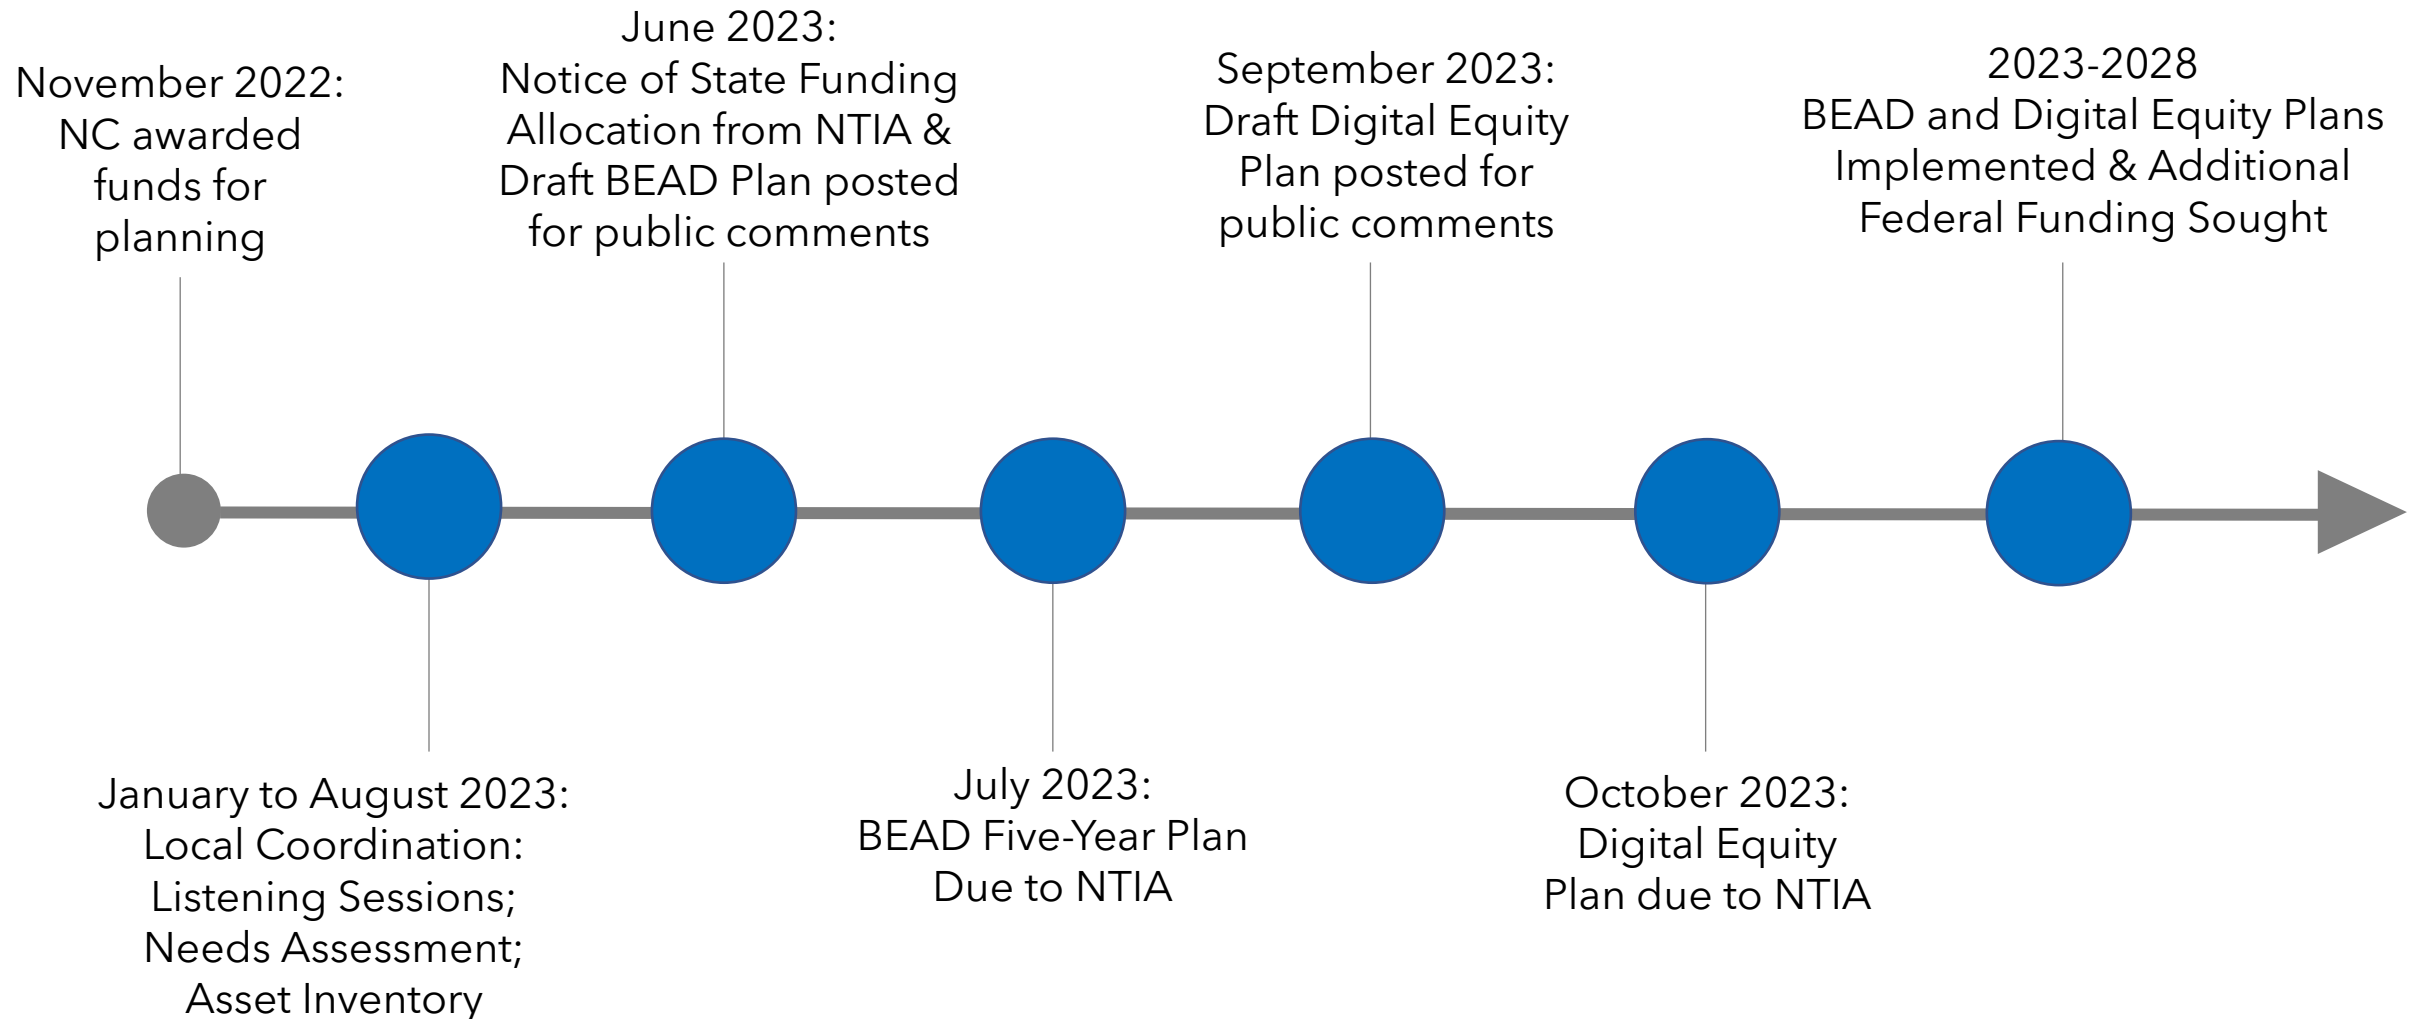 November 2022:
NC awarded
funds for
planning
January to August 2023:
Local Coordination:
Listening Sessions;
Needs Assessment;
Asset Inventory
June 2023:
Notice of State Funding
Allocation from NTIA &
Draft BEAD Plan posted
for public comments
July 2023:
BEAD Five-Year Plan
Due to NTIA
September 2023:
Draft Digital Equity
Plan posted for
public comments
October 2023:
Digital Equity
Plan due to NTIA
2023-2028
BEAD and Digital Equity Plans
Implemented & Additional
Federal Funding Sought